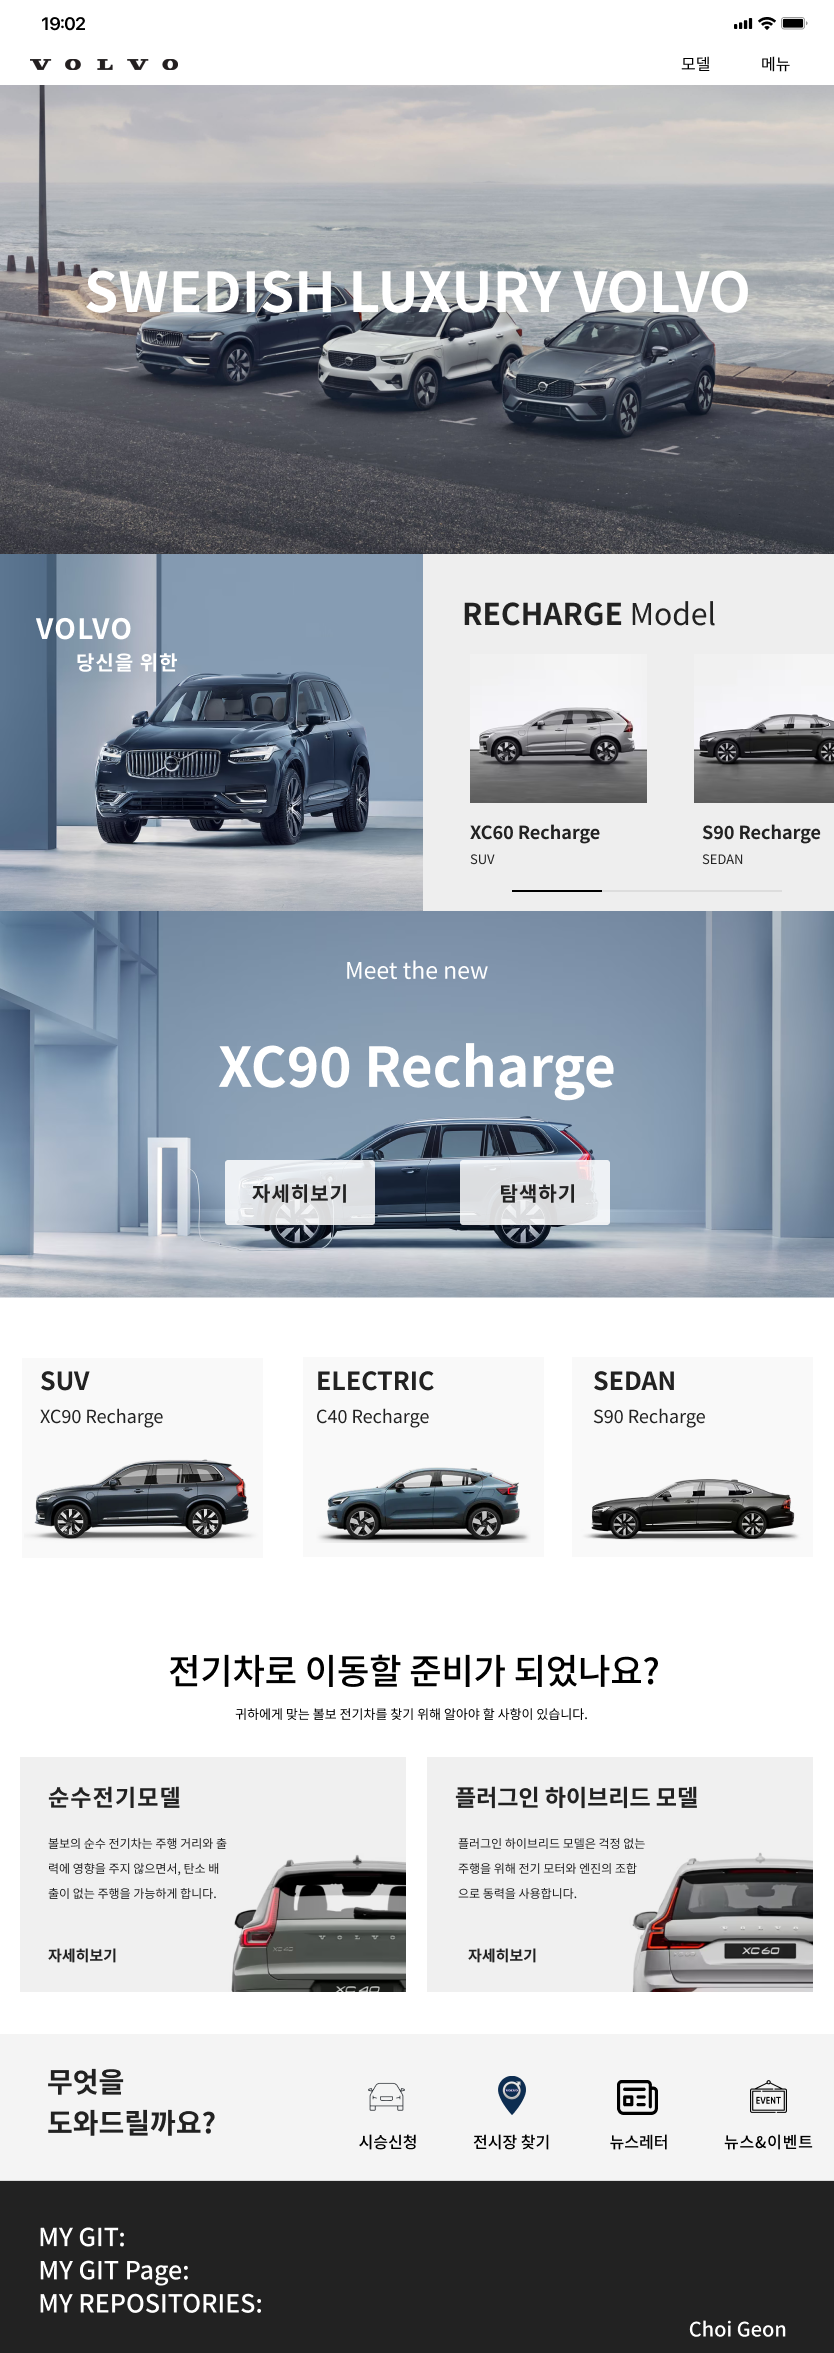 19:02
VOLVO
모델
메뉴
SWEDISH LUXURY VOLVO
VOLVO
당신을 위한
RECHARGE Model
XC60 Recharge
SUV
S90 Recharge
SEDAN
Meet the new
XC90 Recharge
자세히보기
탐색하기
SUV
XC90 Recharge
ELECTRIC
C40 Recharge
SEDAN
S90 Recharge
전기차로 이동할 준비가 되었나요?
귀하에게 맞는 볼보 전기차를 찾기 위해 알아야 할 사항이 있습니다.
순수전기모델
볼보의 순수 전기차는 주행 거리와 출
력에 영향을 주지 않으면서, 탄소 배
출이 없는 주행을 가능하게 합니다.
자세히보기
VOLVO
XC40
XC40
플러그인 하이브리드 모델
플러그인 하이브리드 모델은 걱정 없는
주행을 위해 전기 모터와 엔진의 조합
으로 동력을 사용합니다.
자세히보기
VOLVO
XC60
무엇을
도와드릴까요?
시승신청
VOLVO
전시장 찾기
뉴스레터
EVENT
뉴스&이벤트
MY GIT:
MY GIT Page:
MY REPOSITORIES:
Choi Geon